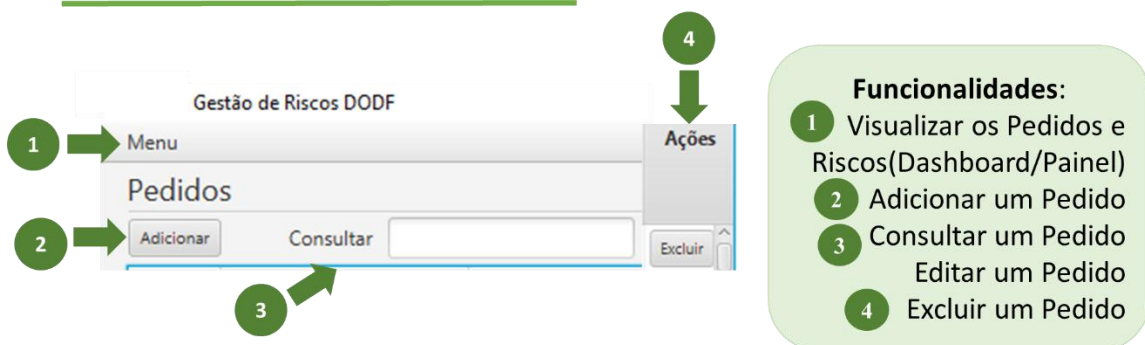 4
Gestão de Riscos DODF
1
Menu
Ações
Pedidos
2
Adicionar
Consultar
Excluir
3
Funcionalidades:
1 Visualizar os Pedidos e
Riscos(Dashboard/Painel)
2 Adicionar um Pedido
3 Consultar um Pedido
Editar um Pedido
4 Excluir um Pedido